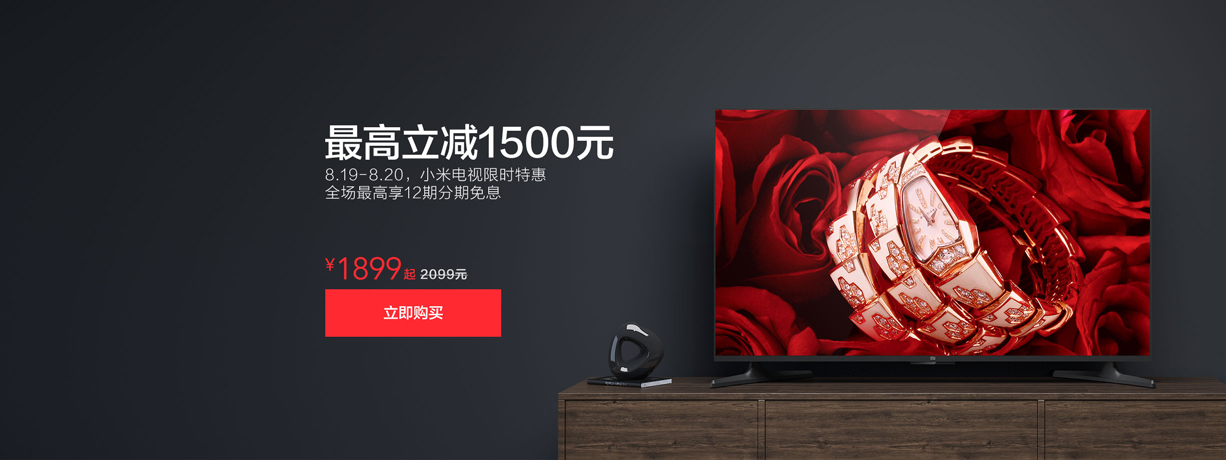 最高立减1500元
8.19-8.20，小米电视限时特惠
全场最高享12期分期免息
¥1899起 2099元
立即购买